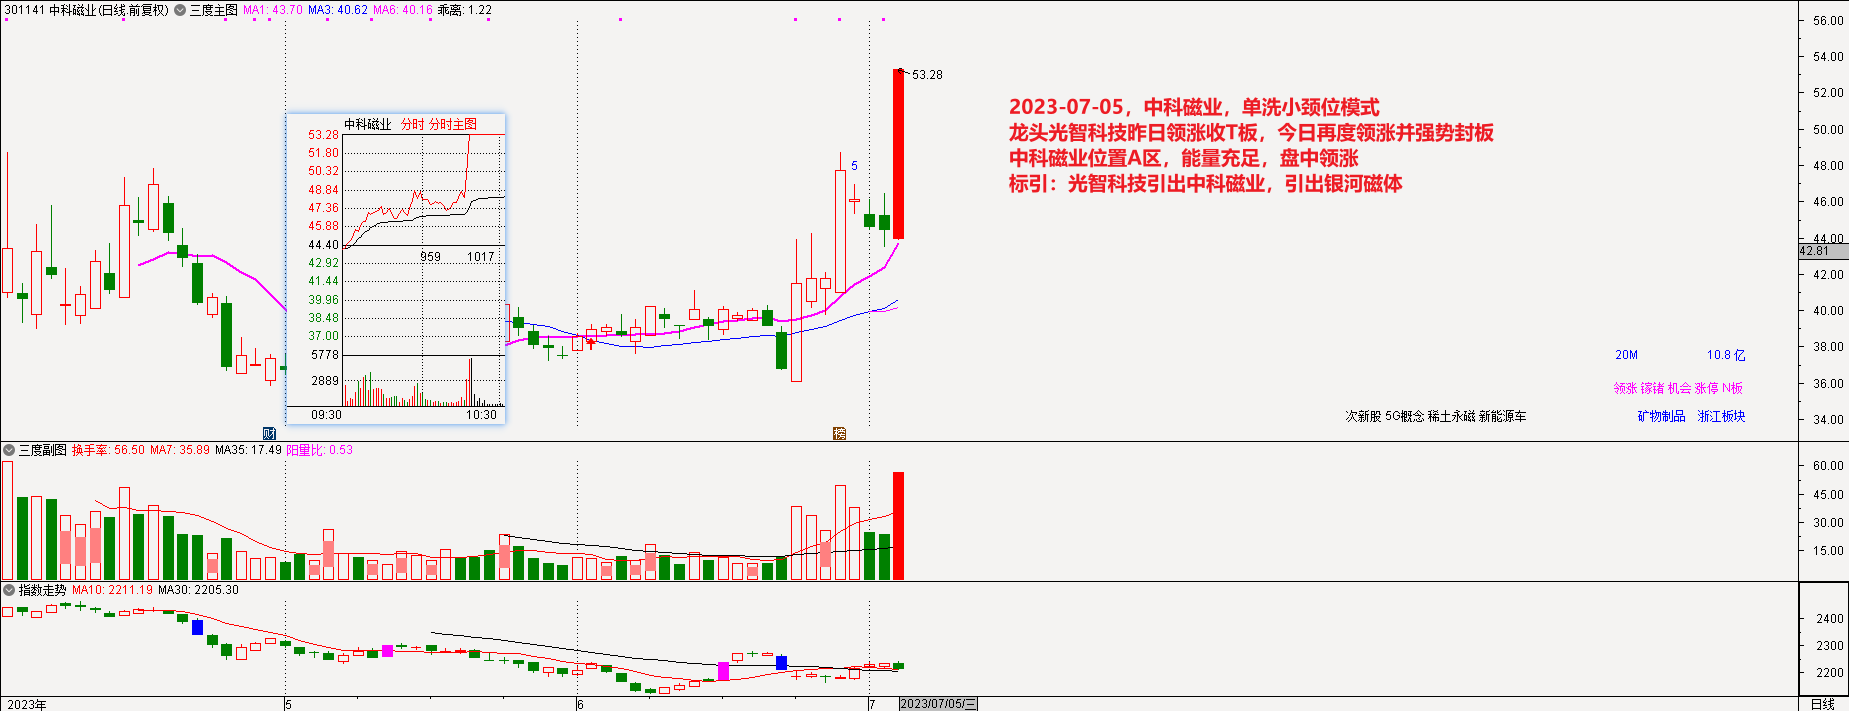 301141 中科磁业(日线.前复权) 三度主图 MA1: 43.70 MA3: 40.62 MA6: 40.16 乖离: 1.22
56.00
54.00
53.28
52.00
50.00
48.00
46.00
44.00
42.81
42.00
40.00
38.00
36.00
34.00
2023-07-05，中科磁业，单洗小颈位模式
龙头光智科技昨日领涨收T板，今日再度领涨并强势封板
中科磁业位置A区，能量充足，盘中领涨
标引：光智科技引出中科磁业，引出银河磁体
中科磁业 分时 分时主图
53.28
51.80
50.32
48.84
47.36
45.88
44.40
42.92
41.44
39.96
38.48
37.00
5778
2889
959 1017
09:30 10:30
5
20M 10.8 亿
领涨 镓锗 机会 涨停 N板
次新股 5G概念 稀土永磁 新能源车 矿物制品 浙江板块
财
榜
三度副图 换手率: 56.50 MA7: 35.89 MA35: 17.49 阳量比: 0.53
60.00
45.00
30.00
15.00
指数走势 MA10: 2211.19 MA30: 2205.30
2400
2300
2200
2023年 5 6 7 2023/07/05/三 日线